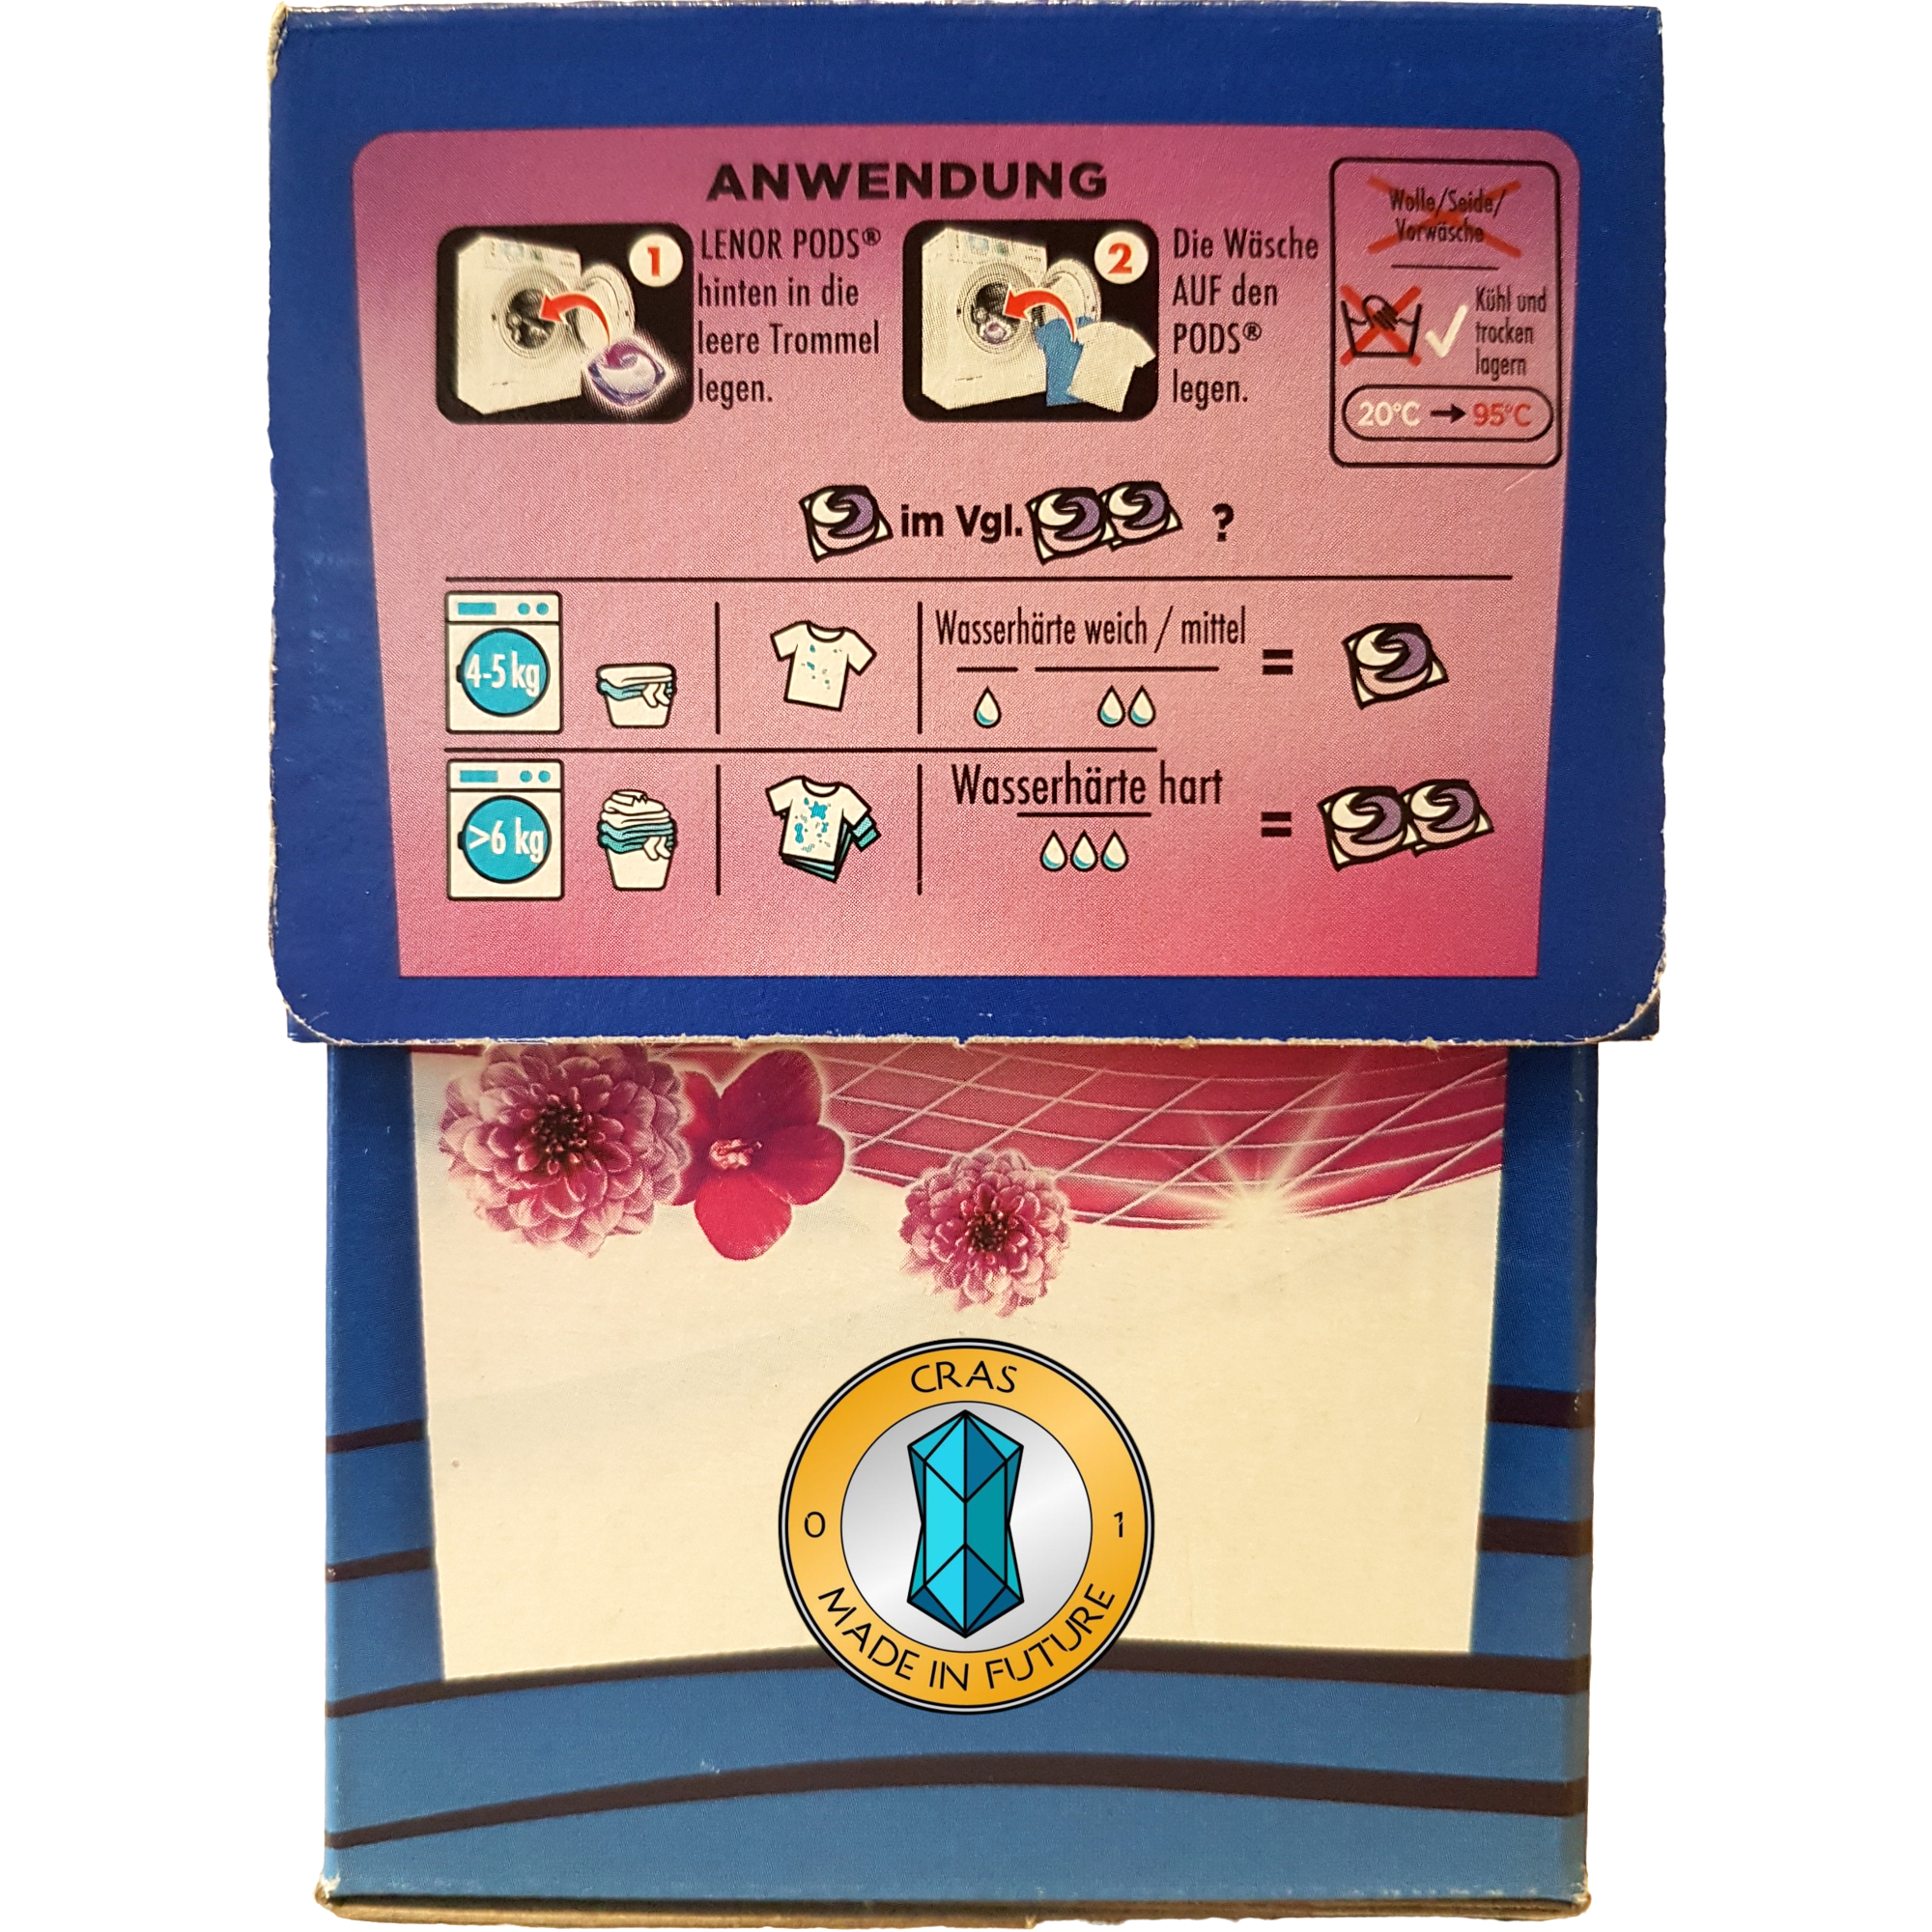 ANWENDUNG
1
LENOR PODS®
hinten in die
leere Trommel
legen.
2
Die Wäsche
AUF den
PODS®
legen.
Wolle/Seide/
Vorwäsche
Kühl und
trocken
lagern
20°C → 95°C
im Vgl. ?
4-5 kg
Wasserhärte weich / mittel
=
>6 kg
Wasserhärte hart
=
CRAS
0 1
MADE IN FUTURE